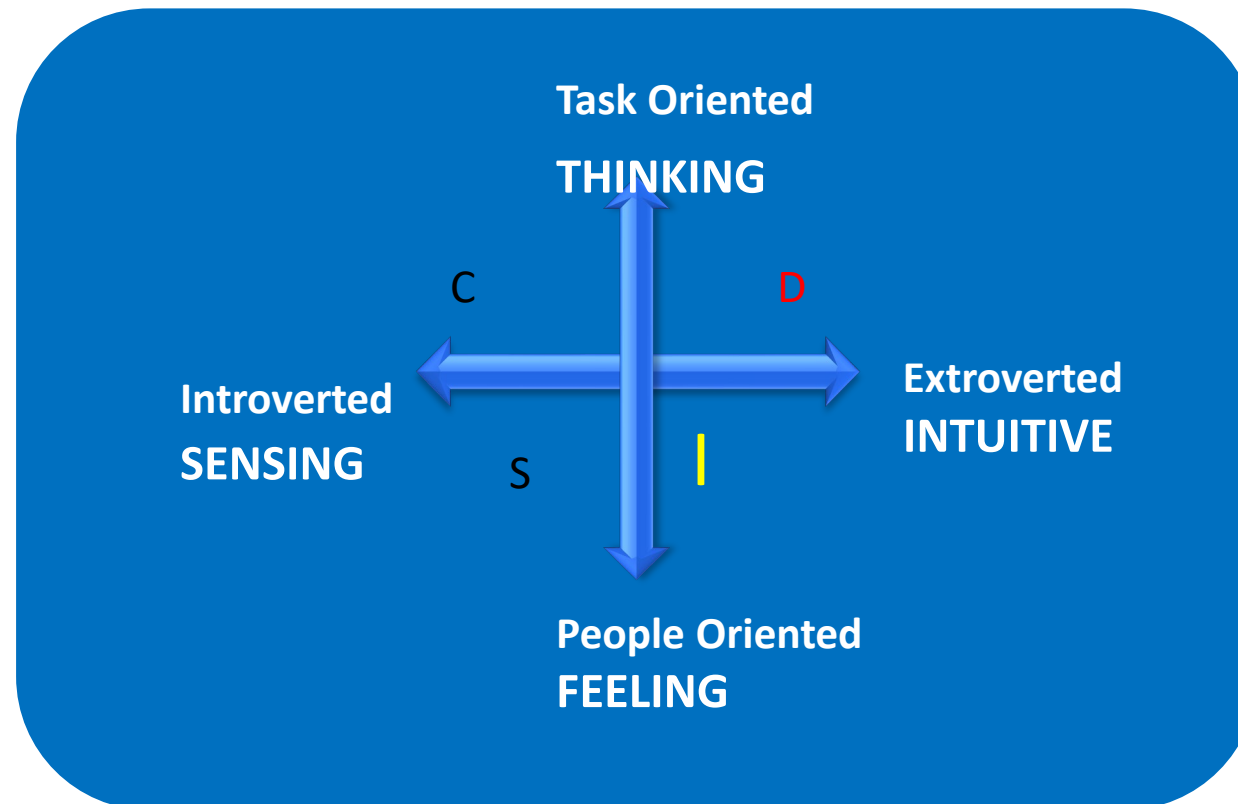 Task Oriented
THINKING
C
D
Introverted
SENSING
Extroverted
INTUITIVE
S
I
People Oriented
FEELING